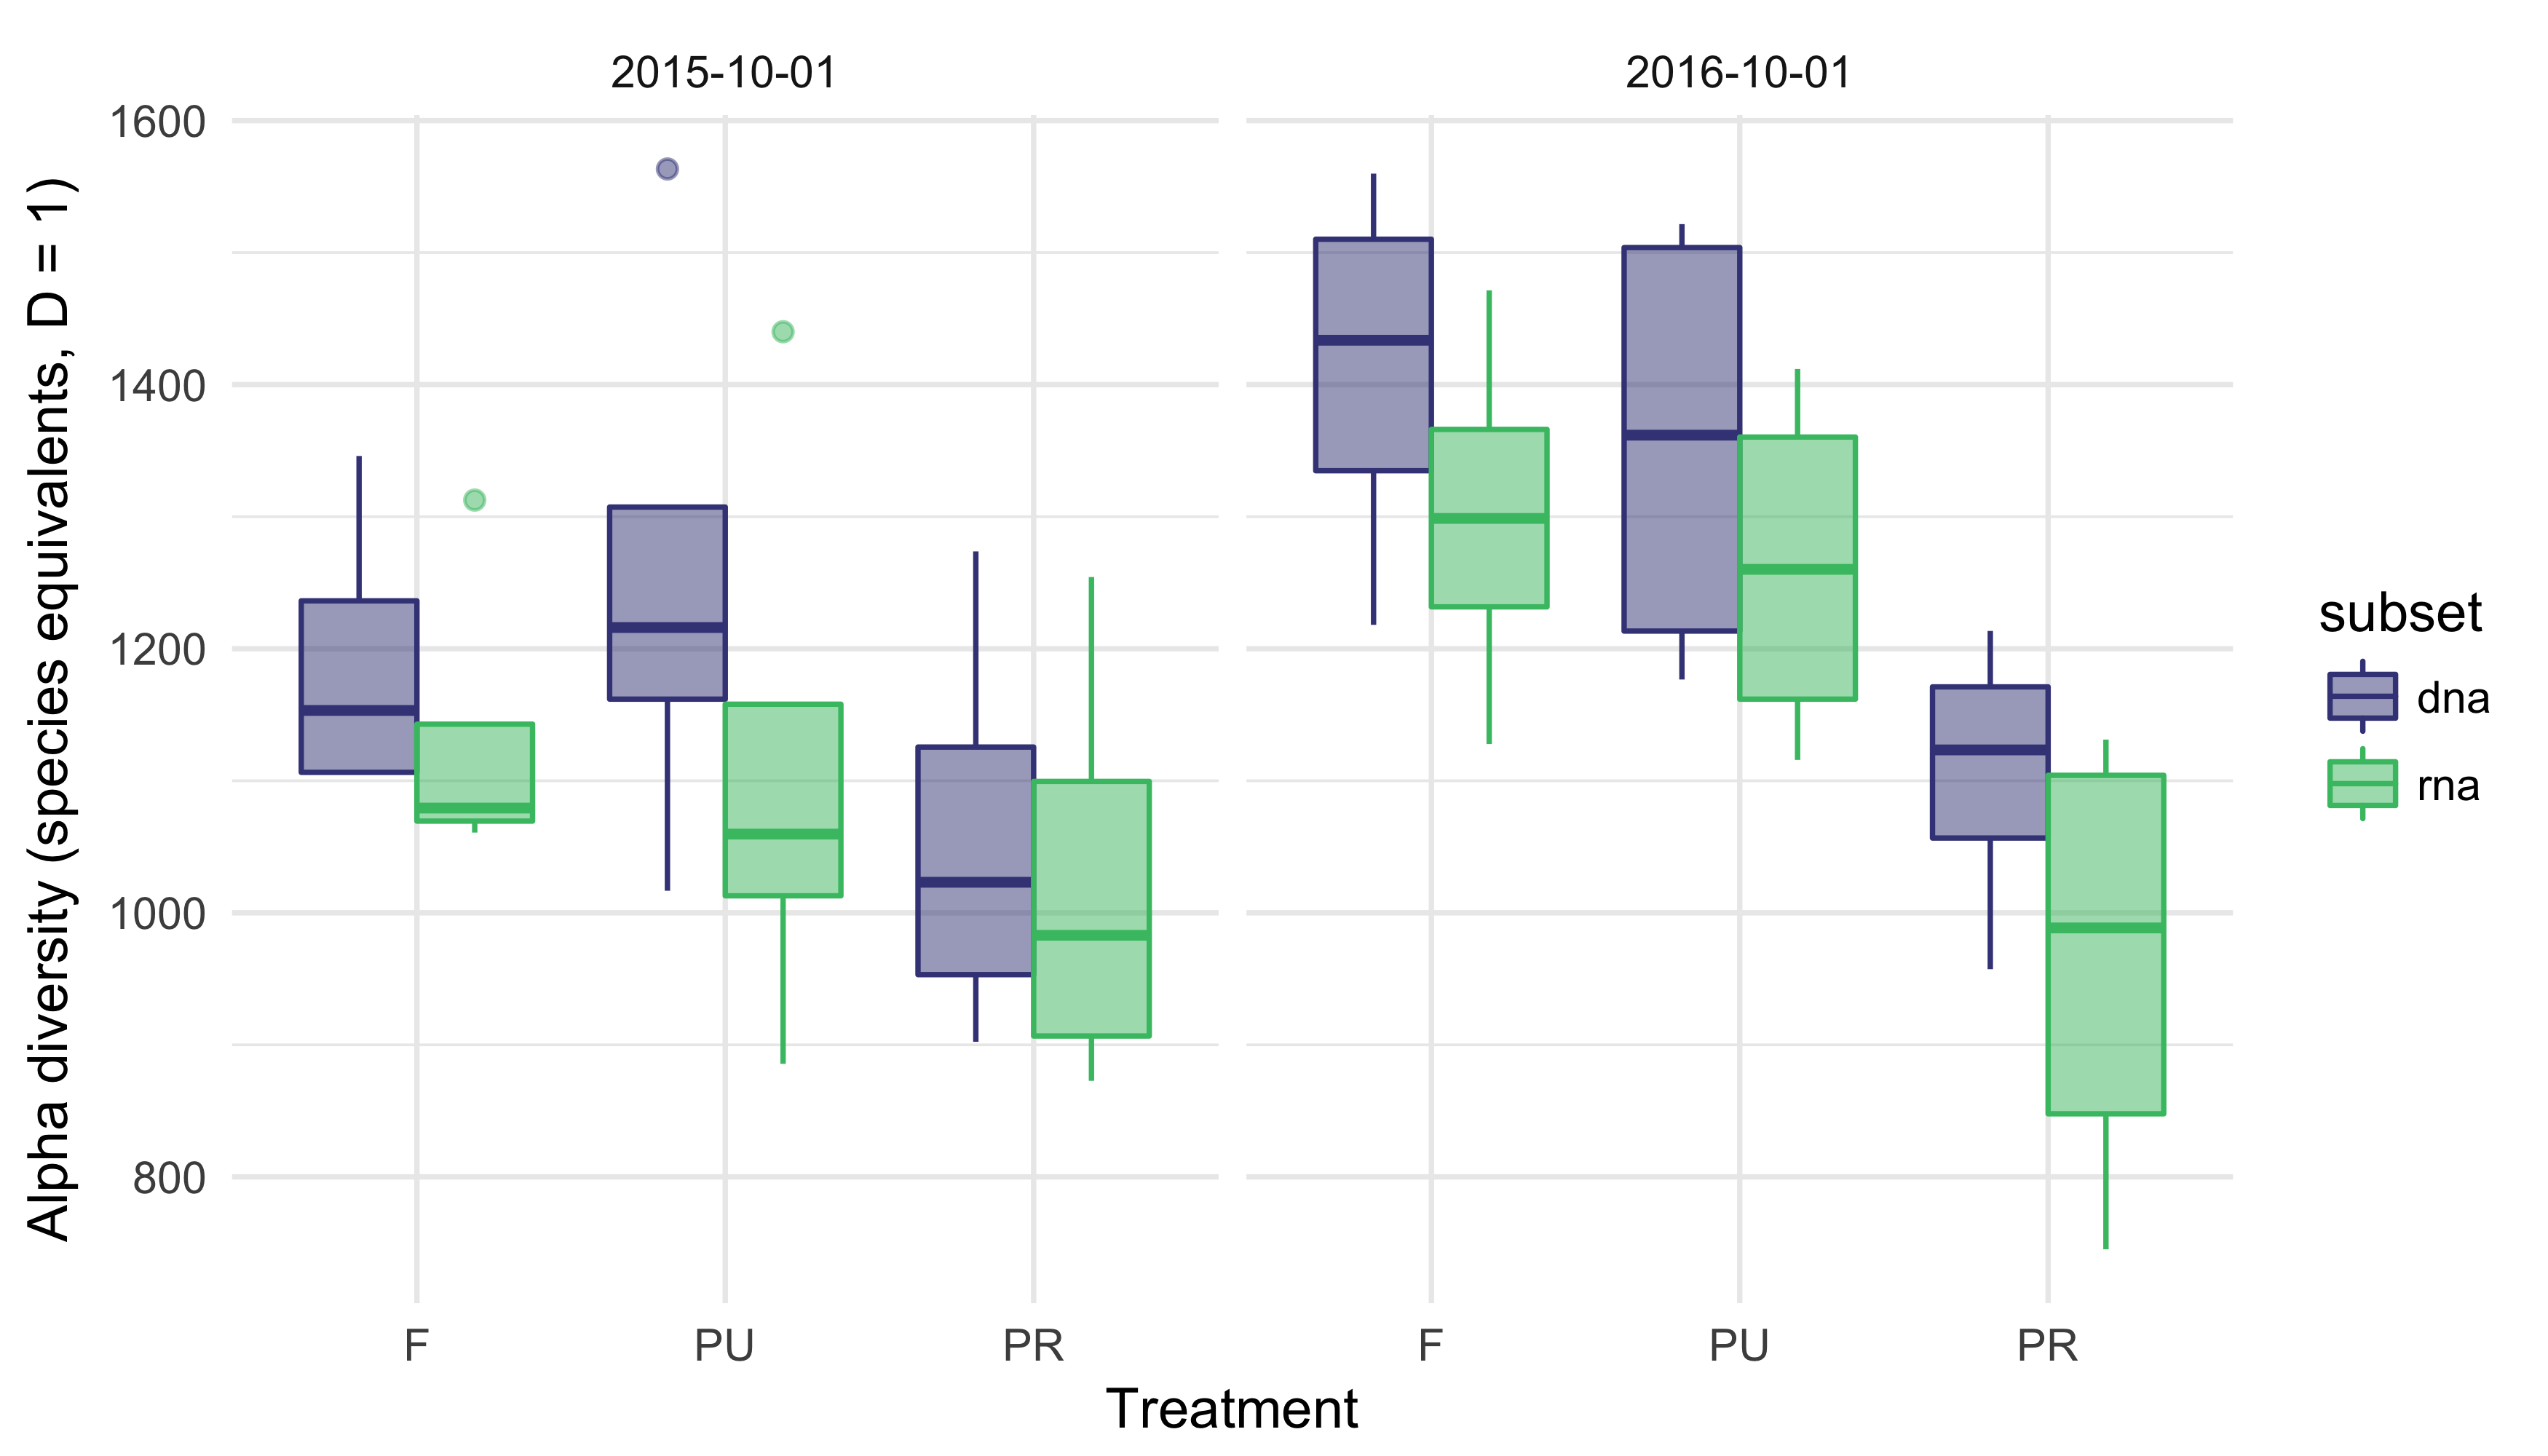 2015-10-01
2016-10-01
Alpha diversity (species equivalents, D = 1)
1600
1400
1200
1000
800
F
PU
PR
F
PU
PR
Treatment
subset
dna
rna